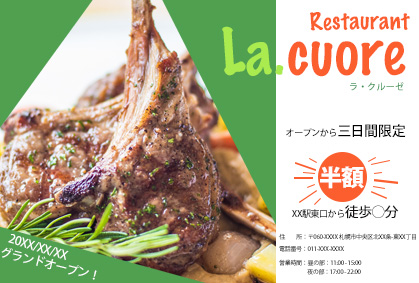 Restaurant
La.cuore
ラ・クルーゼ
オープンから三日間限定
半額
XX駅東口から徒歩◯分
住　所：〒060-XXXX 札幌市中央区北XX条-東XX丁目
電話番号：011-XXX-XXXX
営業時間：昼の部：11:00-15:00
夜の部：17:00-22:00
20XX/XX/XX
グランドオープン！